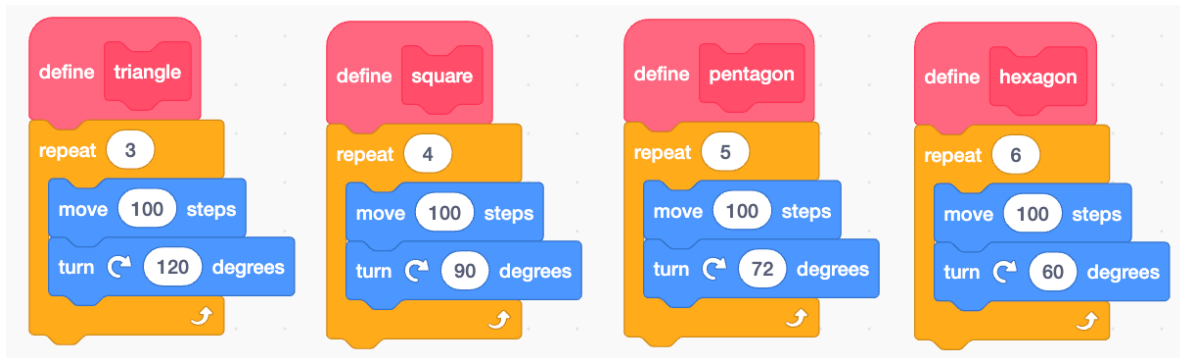 define triangle
repeat 3
move 100 steps
turn 120 degrees
define square
repeat 4
move 100 steps
turn 90 degrees
define pentagon
repeat 5
move 100 steps
turn 72 degrees
define hexagon
repeat 6
move 100 steps
turn 60 degrees